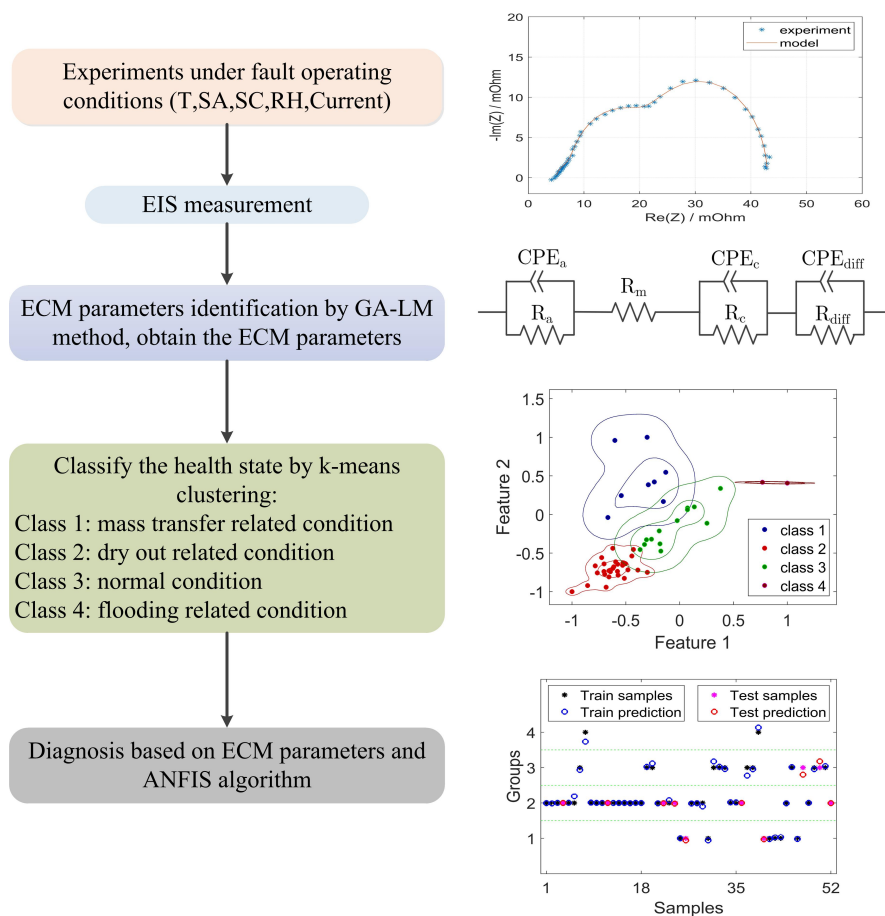 Experiments under fault operating
conditions (T,SA,SC,RH,Current)
EIS measurement
ECM parameters identification by GA-LM
method, obtain the ECM parameters
Classify the health state by k-means
clustering:
Class 1: mass transfer related condition
Class 2: dry out related condition
Class 3: normal condition
Class 4: flooding related condition
Diagnosis based on ECM parameters and
ANFIS algorithm
20
15
10
5
0
-Im(Z) / mOhm
experiment
model
0 10 20 30 40 50 60
Re(Z) / mOhm
CPEa CPEc CPEdiff
Rm
Ra Rc Rdiff
1.5
1
0.5
0
-0.5
-1
Feature 2
class 1
class 2
class 3
class 4
-1 -0.5 0 0.5 1
Feature 1
Train samples Test samples
Train prediction Test prediction
4
3
2
1
Groups
1 18 35 52
Samples